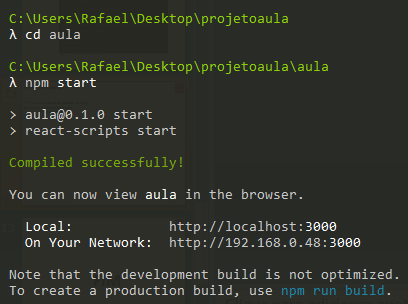 C:\Users\Rafael\Desktop\projetoaula
λ cd aula
C:\Users\Rafael\Desktop\projetoaula\aula
λ npm start
> aula@0.1.0 start
> react-scripts start
Compiled successfully!
You can now view aula in the browser.
Local: http://localhost:3000
On Your Network: http://192.168.0.48:3000
Note that the development build is not optimized.
To create a production build, use npm run build.